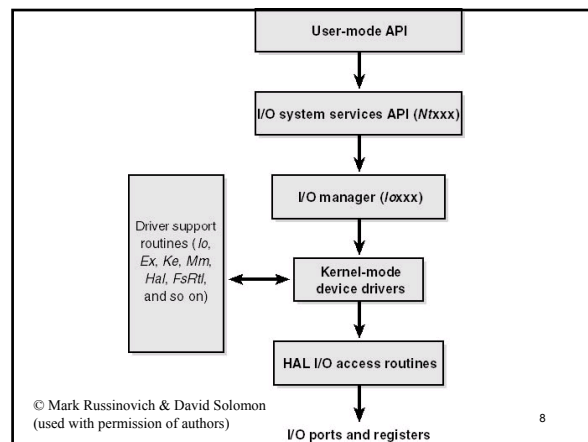 User-mode API
I/O system services API (Ntxxx)
I/O manager (Ioxxx)
Driver support
routines (Io,
Ex, Ke, Mm,
Hal, FsRtl,
and so on)
Kernel-mode
device drivers
HAL I/O access routines
I/O ports and registers
© Mark Russinovich & David Solomon
(used with permission of authors)
8